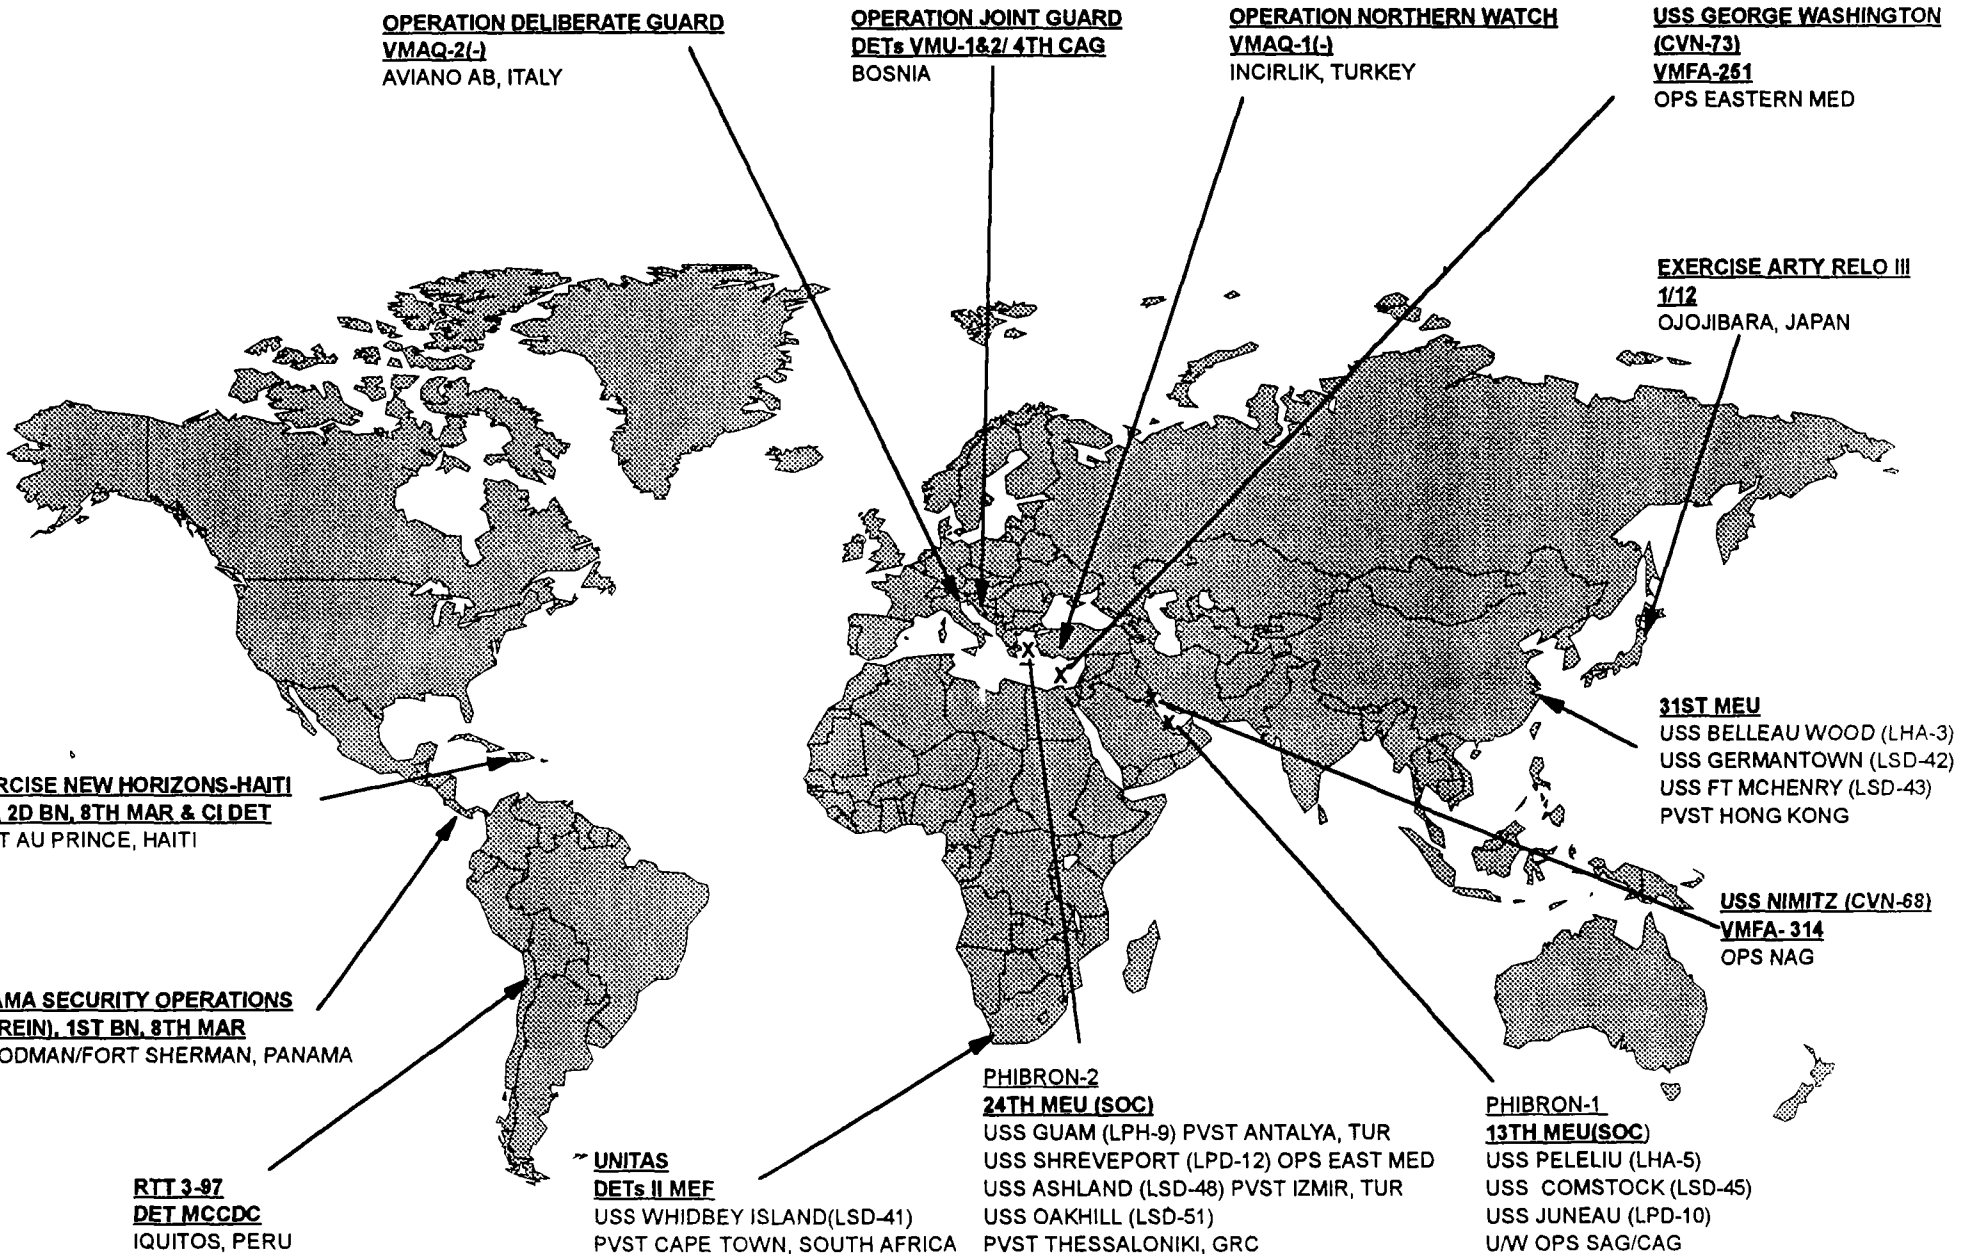 OPERATION DELIBERATE GUARD
VMAQ-2(-)
AVIANO AB, ITALY
OPERATION JOINT GUARD
DETs VMU-1&2/ 4TH CAG
BOSNIA
OPERATION NORTHERN WATCH
VMAQ-1(-)
INCIRLIK, TURKEY
USS GEORGE WASHINGTON
(CVN-73)
VMFA-251
OPS EASTERN MED
EXERCISE ARTY RELO III
1/12
OJOJIBARA, JAPAN
31ST MEU
USS BELLEAU WOOD (LHA-3)
USS GERMANTOWN (LSD-42)
USS FT MCHENRY (LSD-43)
PVST HONG KONG
USS NIMITZ (CVN-68)
VMFA- 314
OPS NAG
RCISE NEW HORIZONS-HAITI
, 2D BN, 8TH MAR & CI DET
T AU PRINCE, HAITI
AMA SECURITY OPERATIONS
REIN), 1ST BN, 8TH MAR
ODMAN/FORT SHERMAN, PANAMA
RTT 3-97
DET MCCDC
IQUITOS, PERU
UNITAS
DETs II MEF
USS WHIDBEY ISLAND(LSD-41)
PVST CAPE TOWN, SOUTH AFRICA
PHIBRON-2
24TH MEU (SOC)
USS GUAM (LPH-9) PVST ANTALYA, TUR
USS SHREVEPORT (LPD-12) OPS EAST MED
USS ASHLAND (LSD-48) PVST IZMIR, TUR
USS OAKHILL (LSD-51)
PVST THESSALONIKI, GRC
PHIBRON-1
13TH MEU(SOC)
USS PELELIU (LHA-5)
USS COMSTOCK (LSD-45)
USS JUNEAU (LPD-10)
U/W OPS SAG/CAG
X
X
X
X